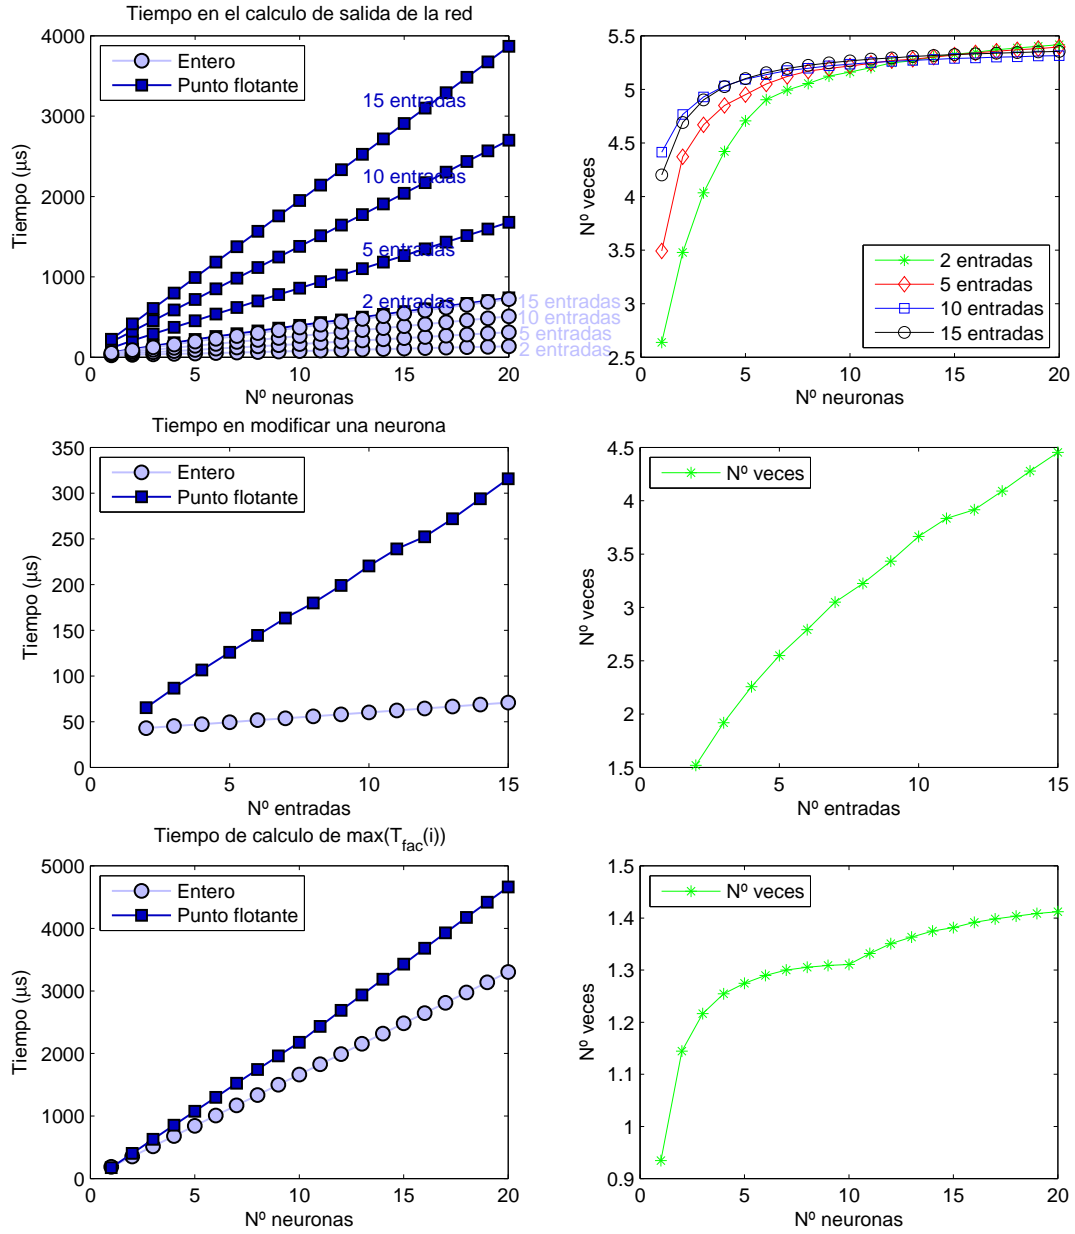 Tiempo en el calculo de salida de la red
4000
3000
2000
1000
0
0
5
10
15
20
Tiempo (µs)
Nº neuronas
Entero
Punto flotante
15 entradas
10 entradas
5 entradas
2 entradas
15 entradas
10 entradas
5 entradas
2 entradas
5.5
5
4.5
4
3.5
3
2.5
0
5
10
15
20
Nº veces
Nº neuronas
2 entradas
5 entradas
10 entradas
15 entradas
Tiempo en modificar una neurona
350
300
250
200
150
100
50
0
0
5
10
15
Tiempo (µs)
Nº entradas
Entero
Punto flotante
4.5
4
3.5
3
2.5
2
1.5
0
5
10
15
Nº veces
Nº entradas
Nº veces
Tiempo de calculo de max(T_fac(i))
5000
4000
3000
2000
1000
0
0
5
10
15
20
Tiempo (µs)
Nº neuronas
Entero
Punto flotante
1.5
1.4
1.3
1.2
1.1
1
0.9
0
5
10
15
20
Nº veces
Nº neuronas
Nº veces